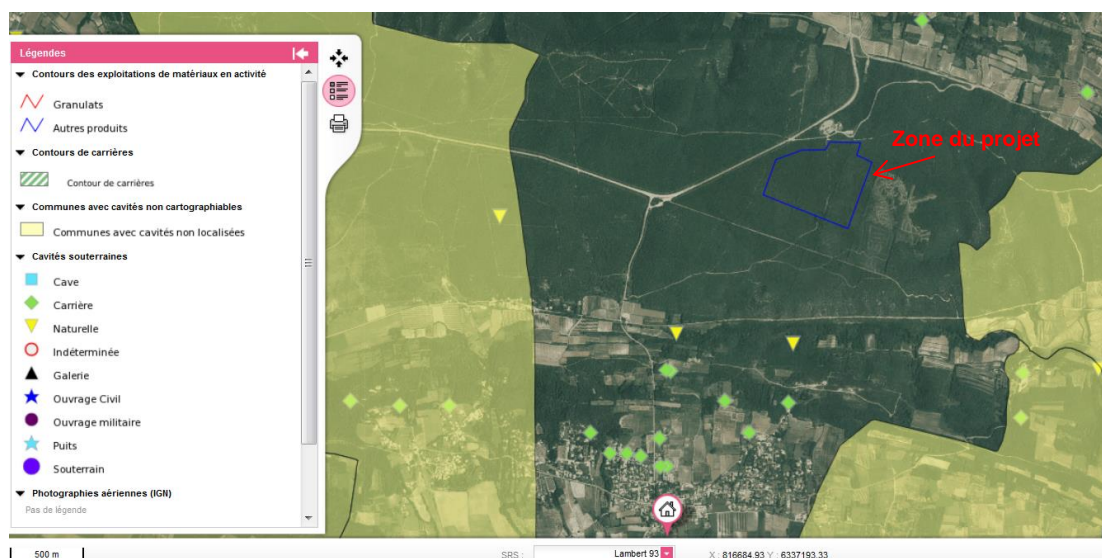 Légendes
Contours des exploitations de matériaux en activité
Granulats
Autres produits
Contours de carrières
Contour de carrières
Communes avec cavités non cartographiables
Communes avec cavités non localisées
Cavités souterraines
Cave
Carrière
Naturelle
Indéterminée
Galerie
Ouvrage Civil
Ouvrage militaire
Puits
Souterrain
Photographies aériennes (IGN)
Pas de légende
Zone du projet
500 m
SRS :
Lambert 93
X : 816684.93 Y : 6337193.33